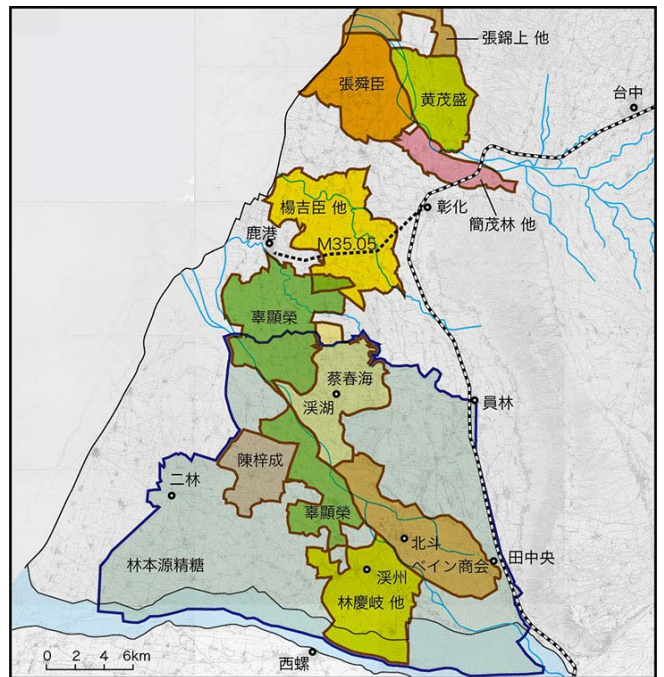 張錦上 他
張舜臣
黄茂盛
台中
簡茂林 他
楊吉臣 他
彰化
鹿港
M35.05
辜顯榮
蔡春海
渓湖
員林
陳梓成
二林
辜顯榮
北斗
ベイン商会
田中央
林本源精糖
渓州
林慶岐 他
西螺
0 2 4 6km